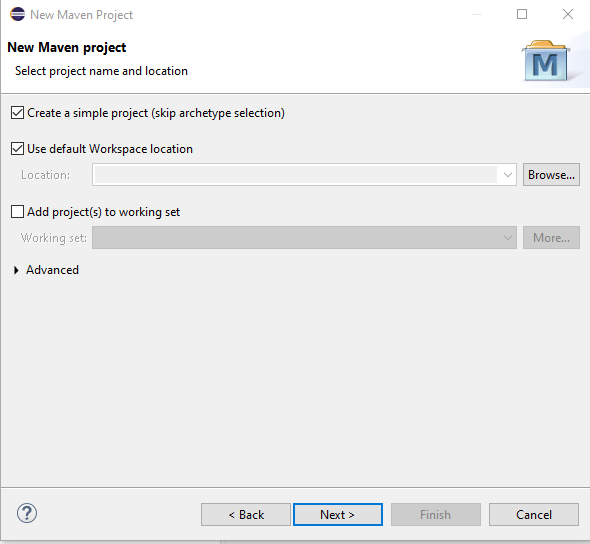 New Maven Project
New Maven project
Select project name and location
M
Create a simple project (skip archetype selection)
Use default Workspace location
Location:
Browse...
Add project(s) to working set
Working set:
More...
Advanced
?
< Back
Next >
Finish
Cancel